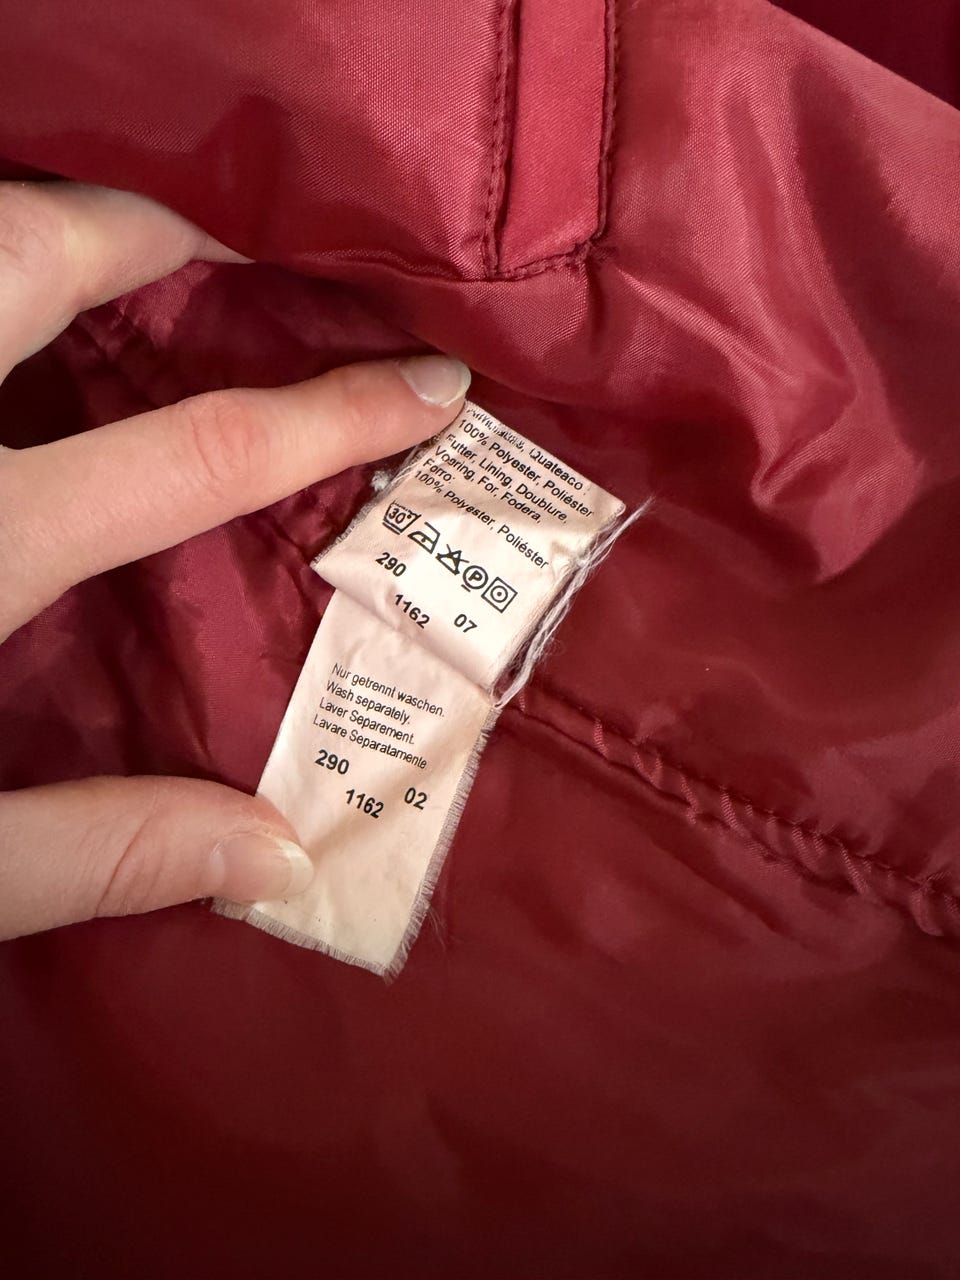 Quateaco:
100% Polyester, Poliéster
Futter, Lining, Doublure,
Voering, For, Fodera,
Forro:
100% Polyester, Poliéster
30° P
290
1162 07
Nur getrennt waschen.
Wash separately.
Laver Separement.
Lavare Separatamente
290
1162 02